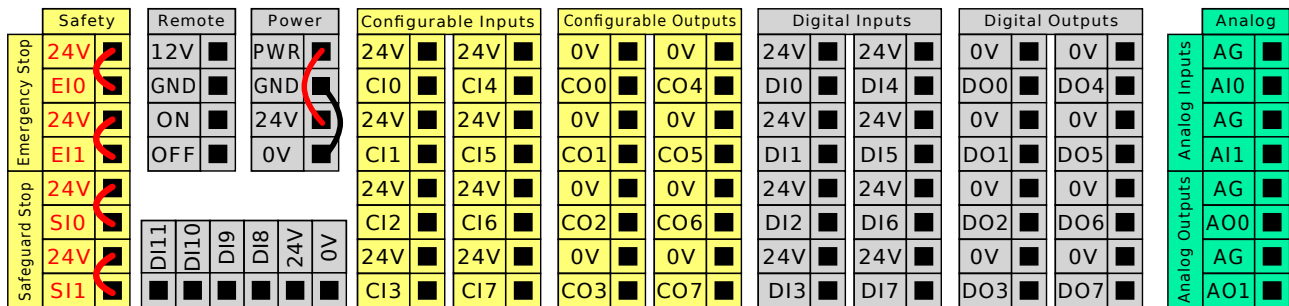 Safety
Emergency Stop
24V
EI0
24V
EI1
Safeguard Stop
24V
SI0
24V
SI1
Remote
12V
GND
ON
OFF
Power
PWR
GND
24V
0V
DI11
DI10
DI9
DI8
24V
0V
Configurable Inputs
24V 24V
CI0 CI4
24V 24V
CI1 CI5
24V 24V
CI2 CI6
24V 24V
CI3 CI7
Configurable Outputs
0V 0V
CO0 CO4
0V 0V
CO1 CO5
0V 0V
CO2 CO6
0V 0V
CO3 CO7
Digital Inputs
24V 24V
DI0 DI4
24V 24V
DI1 DI5
24V 24V
DI2 DI6
24V 24V
DI3 DI7
Digital Outputs
0V 0V
DO0 DO4
0V 0V
DO1 DO5
0V 0V
DO2 DO6
0V 0V
DO3 DO7
Analog
Analog Inputs
AG
AI0
AG
AI1
Analog Outputs
AG
AO0
AG
AO1